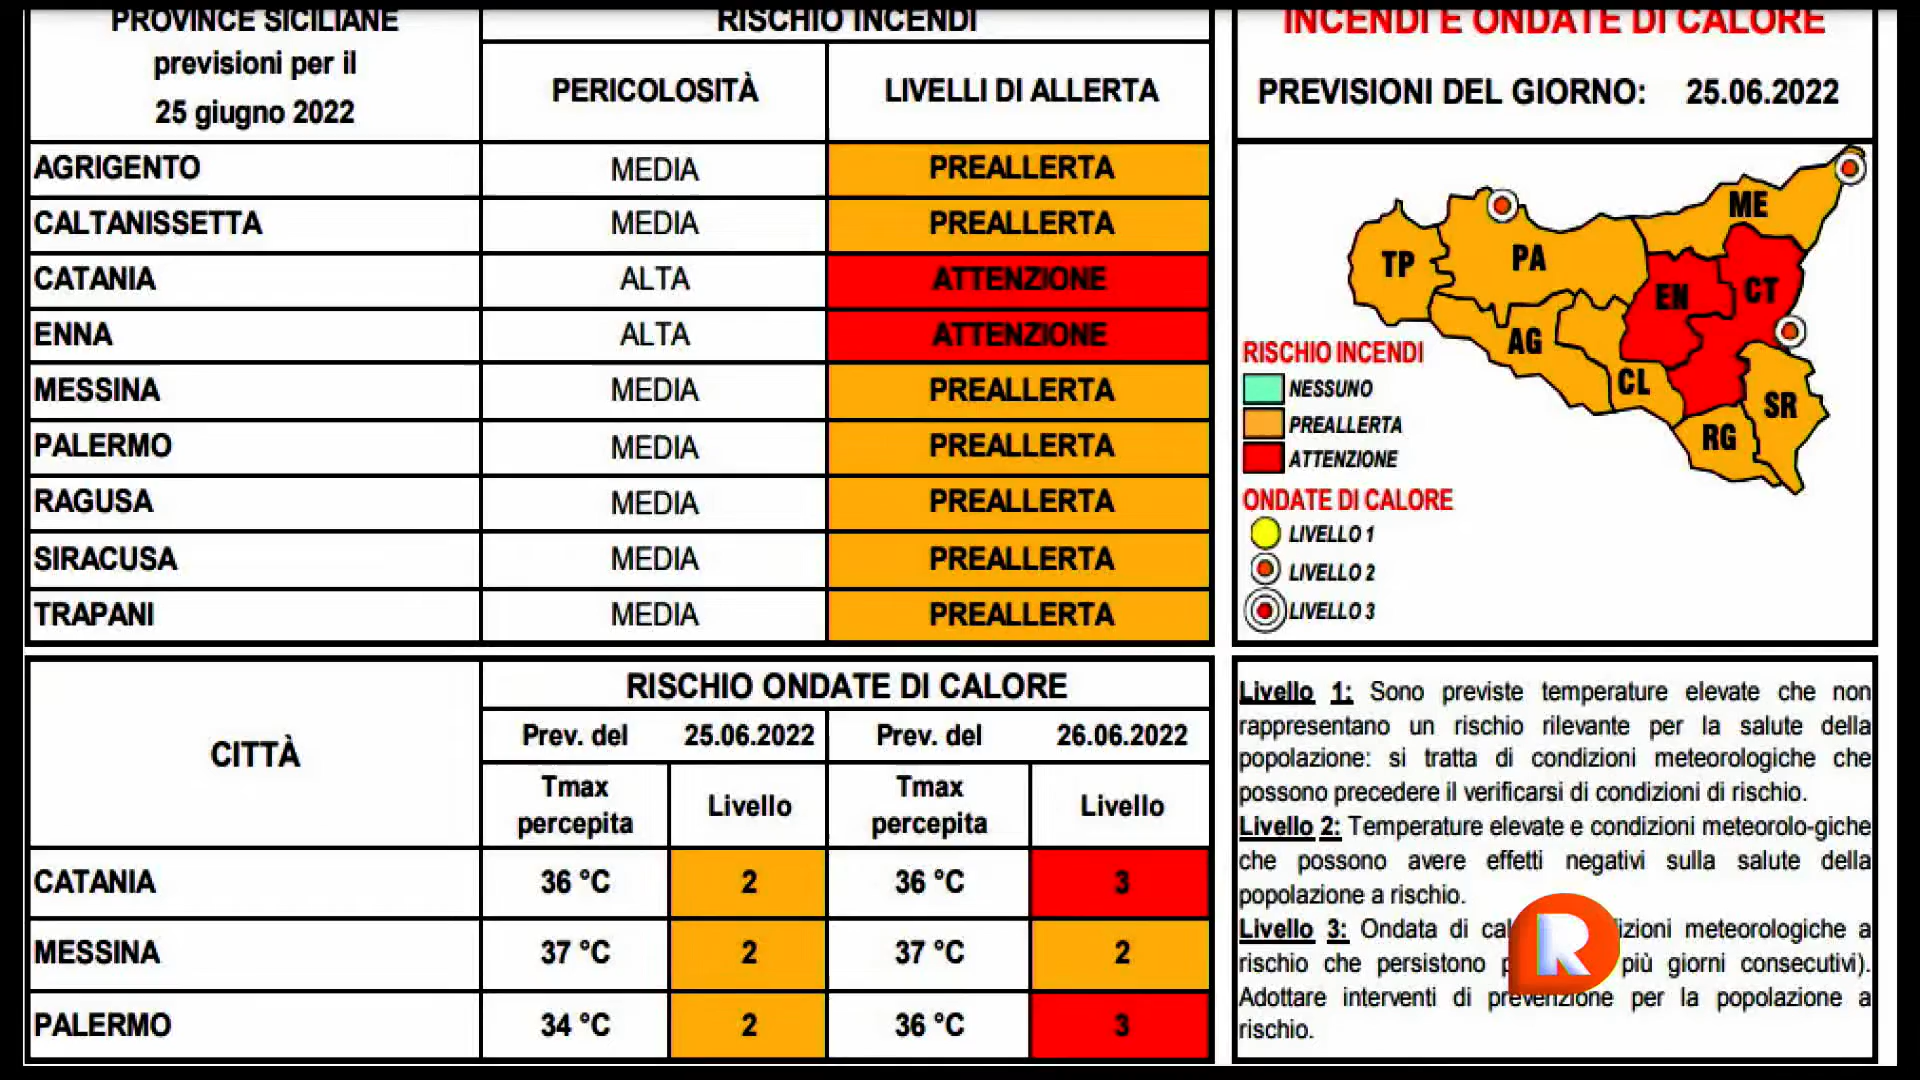 PROVINCE SICILIANE
previsioni per il
25 giugno 2022
RISCHIO INCENDI
PERICOLOSITÀ
LIVELLI DI ALLERTA
AGRIGENTO MEDIA PREALLERTA
CALTANISSETTA MEDIA PREALLERTA
CATANIA ALTA ATTENZIONE
ENNA ALTA ATTENZIONE
MESSINA MEDIA PREALLERTA
PALERMO MEDIA PREALLERTA
RAGUSA MEDIA PREALLERTA
SIRACUSA MEDIA PREALLERTA
TRAPANI MEDIA PREALLERTA
INCENDI E ONDATE DI CALORE
PREVISIONI DEL GIORNO: 25.06.2022
ME
TP
PA
EN
CT
AG
CL
SR
RG
RISCHIO INCENDI
NESSUNO
PREALLERTA
ATTENZIONE
ONDATE DI CALORE
LIVELLO 1
LIVELLO 2
LIVELLO 3
CITTÀ
RISCHIO ONDATE DI CALORE
Prev. del 25.06.2022 Prev. del 26.06.2022
Tmax percepita Livello Tmax percepita Livello
CATANIA 36 °C 2 36 °C 3
MESSINA 37 °C 2 37 °C 2
PALERMO 34 °C 2 36 °C 3
Livello 1: Sono previste temperature elevate che non
rappresentano un rischio rilevante per la salute della
popolazione: si tratta di condizioni meteorologiche che
possono precedere il verificarsi di condizioni di rischio.
Livello 2: Temperature elevate e condizioni meteorolo-giche
che possono avere effetti negativi sulla salute della
popolazione a rischio.
Livello 3: Ondata di meteorologiche a
rischio che persistono più giorni consecutivi).
Adottare interventi di prevenzione per la popolazione a
rischio.
R